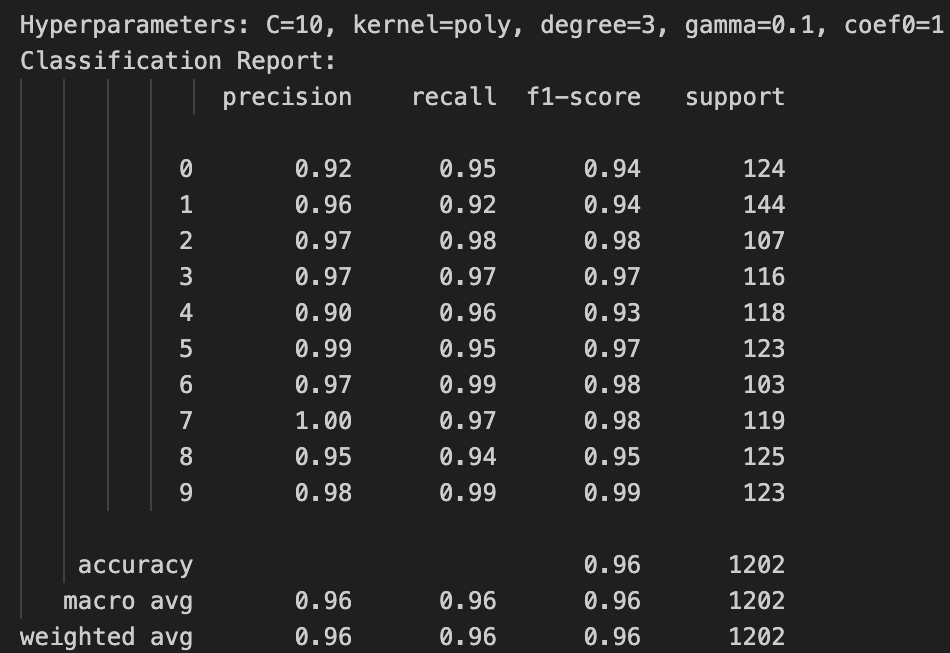 Hyperparameters: C=10, kernel=poly, degree=3, gamma=0.1, coef0=1
Classification Report:
precision recall f1-score support
0 0.92 0.95 0.94 124
1 0.96 0.92 0.94 144
2 0.97 0.98 0.98 107
3 0.97 0.97 0.97 116
4 0.90 0.96 0.93 118
5 0.99 0.95 0.97 123
6 0.97 0.99 0.98 103
7 1.00 0.97 0.98 119
8 0.95 0.94 0.95 125
9 0.98 0.99 0.99 123
accuracy 0.96 1202
macro avg 0.96 0.96 0.96 1202
weighted avg 0.96 0.96 0.96 1202